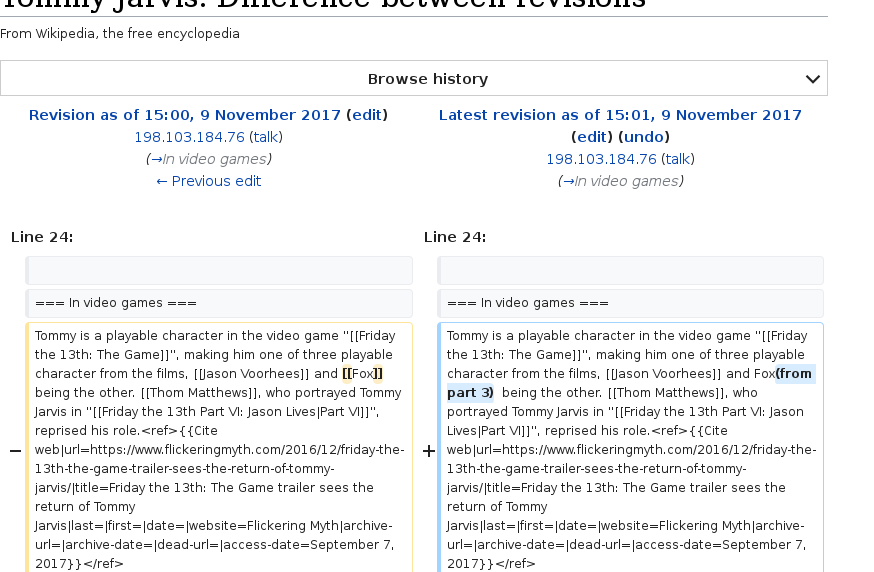 Tommy Jarvis: Difference between revisions
From Wikipedia, the free encyclopedia
Browse history
Revision as of 15:00, 9 November 2017 (edit)
198.103.184.76 (talk)
(→In video games)
← Previous edit
Latest revision as of 15:01, 9 November 2017
(edit) (undo)
198.103.184.76 (talk)
(→In video games)
Line 24:
Line 24:
=== In video games ===
=== In video games ===
−
Tommy is a playable character in the video game "[[Friday
the 13th: The Game]]", making him one of three playable
character from the films, [[Jason Voorhees]] and [[Fox]]
being the other. [[Thom Matthews]], who portrayed Tommy
Jarvis in "[[Friday the 13th Part VI: Jason Lives|Part VI]]",
reprised his role.<ref>{{Cite
web|url=https://www.flickeringmyth.com/2016/12/friday-the-
13th-the-game-trailer-sees-the-return-of-tommy-
jarvis/|title=Friday the 13th: The Game trailer sees the
return of Tommy
Jarvis|last=|first=|date=|website=Flickering Myth|archive-
url=|archive-date=|dead-url=|access-date=September 7,
2017}}</ref>
+
Tommy is a playable character in the video game "[[Friday
the 13th: The Game]]", making him one of three playable
character from the films, [[Jason Voorhees]] and Fox(from
part 3)  being the other. [[Thom Matthews]], who
portrayed Tommy Jarvis in "[[Friday the 13th Part VI: Jason
Lives|Part VI]]", reprised his role.<ref>{{Cite
web|url=https://www.flickeringmyth.com/2016/12/friday-the-
13th-the-game-trailer-sees-the-return-of-tommy-
jarvis/|title=Friday the 13th: The Game trailer sees the
return of Tommy
Jarvis|last=|first=|date=|website=Flickering Myth|archive-
url=|archive-date=|dead-url=|access-date=September 7,
2017}}</ref>